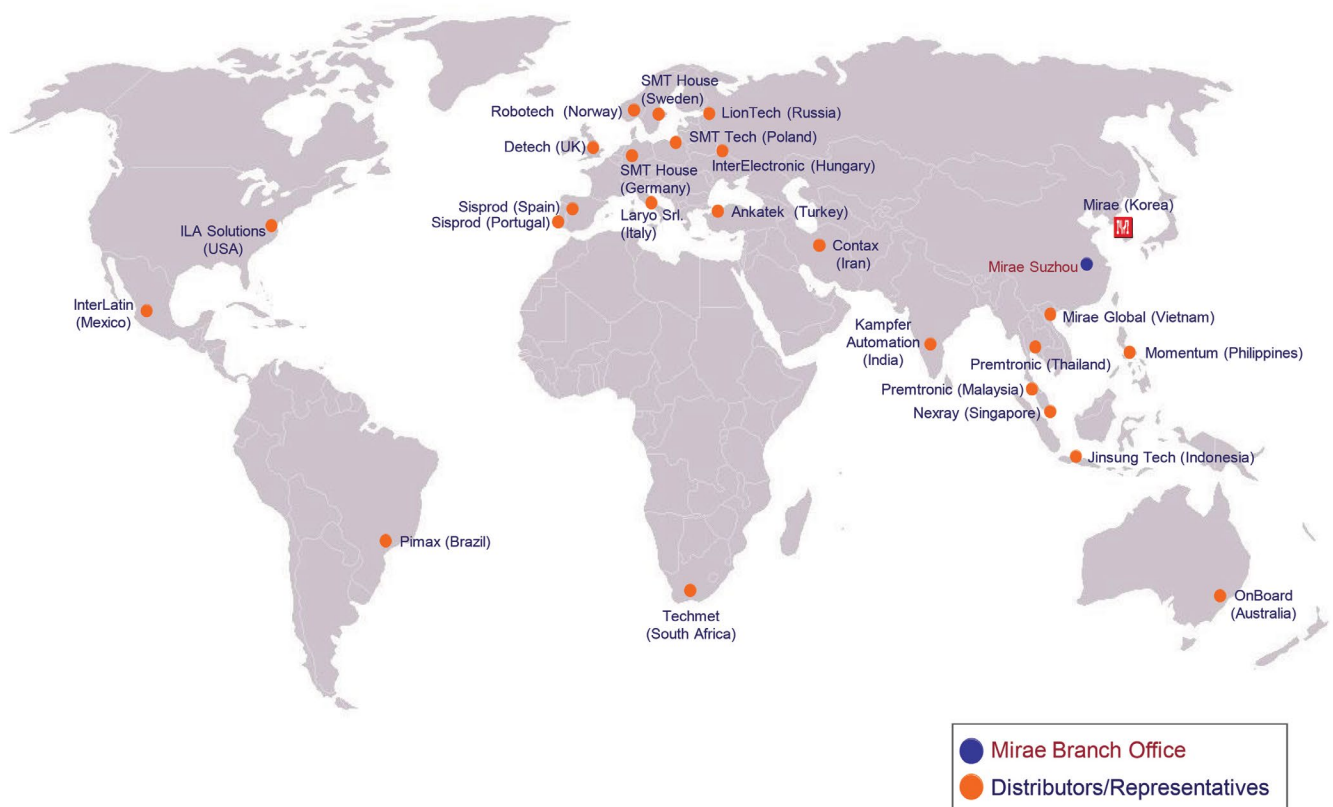 SMT House
(Sweden)
Robotech (Norway)
LionTech (Russia)
SMT Tech (Poland)
Detech (UK)
InterElectronic (Hungary)
SMT House
(Germany)
Sisprod (Spain)
Sisprod (Portugal)
Laryo Srl.
(Italy)
Ankatek (Turkey)
Mirae (Korea)
M
ILA Solutions
(USA)
Contax
(Iran)
Mirae Suzhou
InterLatin
(Mexico)
Mirae Global (Vietnam)
Kampfer
Automation
(India)
Momentum (Philippines)
Premtronic (Thailand)
Premtronic (Malaysia)
Nexray (Singapore)
Jinsung Tech (Indonesia)
Pimax (Brazil)
OnBoard
(Australia)
Techmet
(South Africa)
Mirae Branch Office
Distributors/Representatives